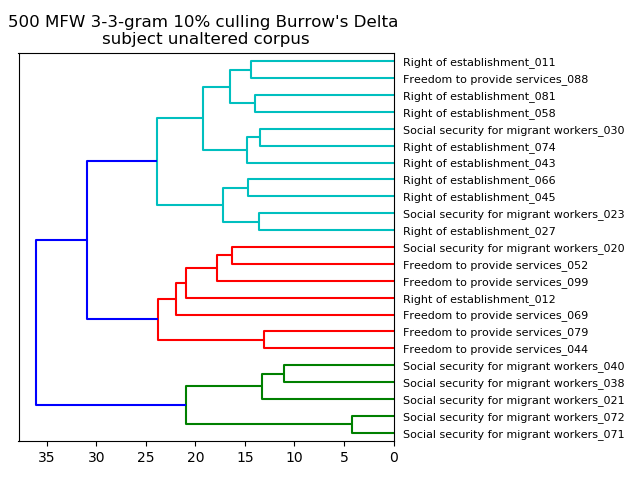 500 MFW 3-3-gram 10% culling Burrow's Delta
subject unaltered corpus
Right of establishment_011
Freedom to provide services_088
Right of establishment_081
Right of establishment_058
Social security for migrant workers_030
Right of establishment_074
Right of establishment_043
Right of establishment_066
Right of establishment_045
Social security for migrant workers_023
Right of establishment_027
Social security for migrant workers_020
Freedom to provide services_052
Freedom to provide services_099
Right of establishment_012
Freedom to provide services_069
Freedom to provide services_079
Freedom to provide services_044
Social security for migrant workers_040
Social security for migrant workers_038
Social security for migrant workers_021
Social security for migrant workers_072
Social security for migrant workers_071
35 30 25 20 15 10 5 0